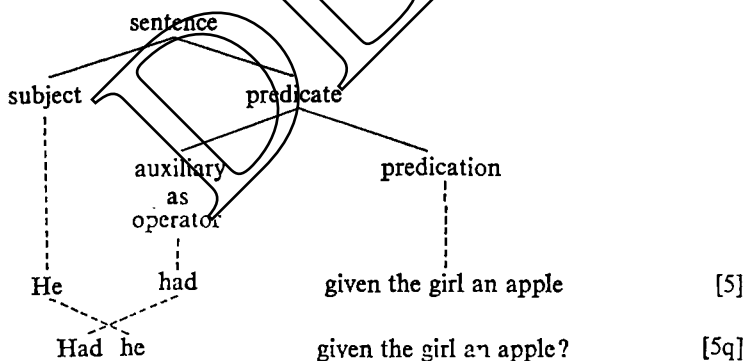 sentence
subject predicate
auxiliary predication
as
operator
He had given the girl an apple [5]
Had he given the girl an apple? [5q]